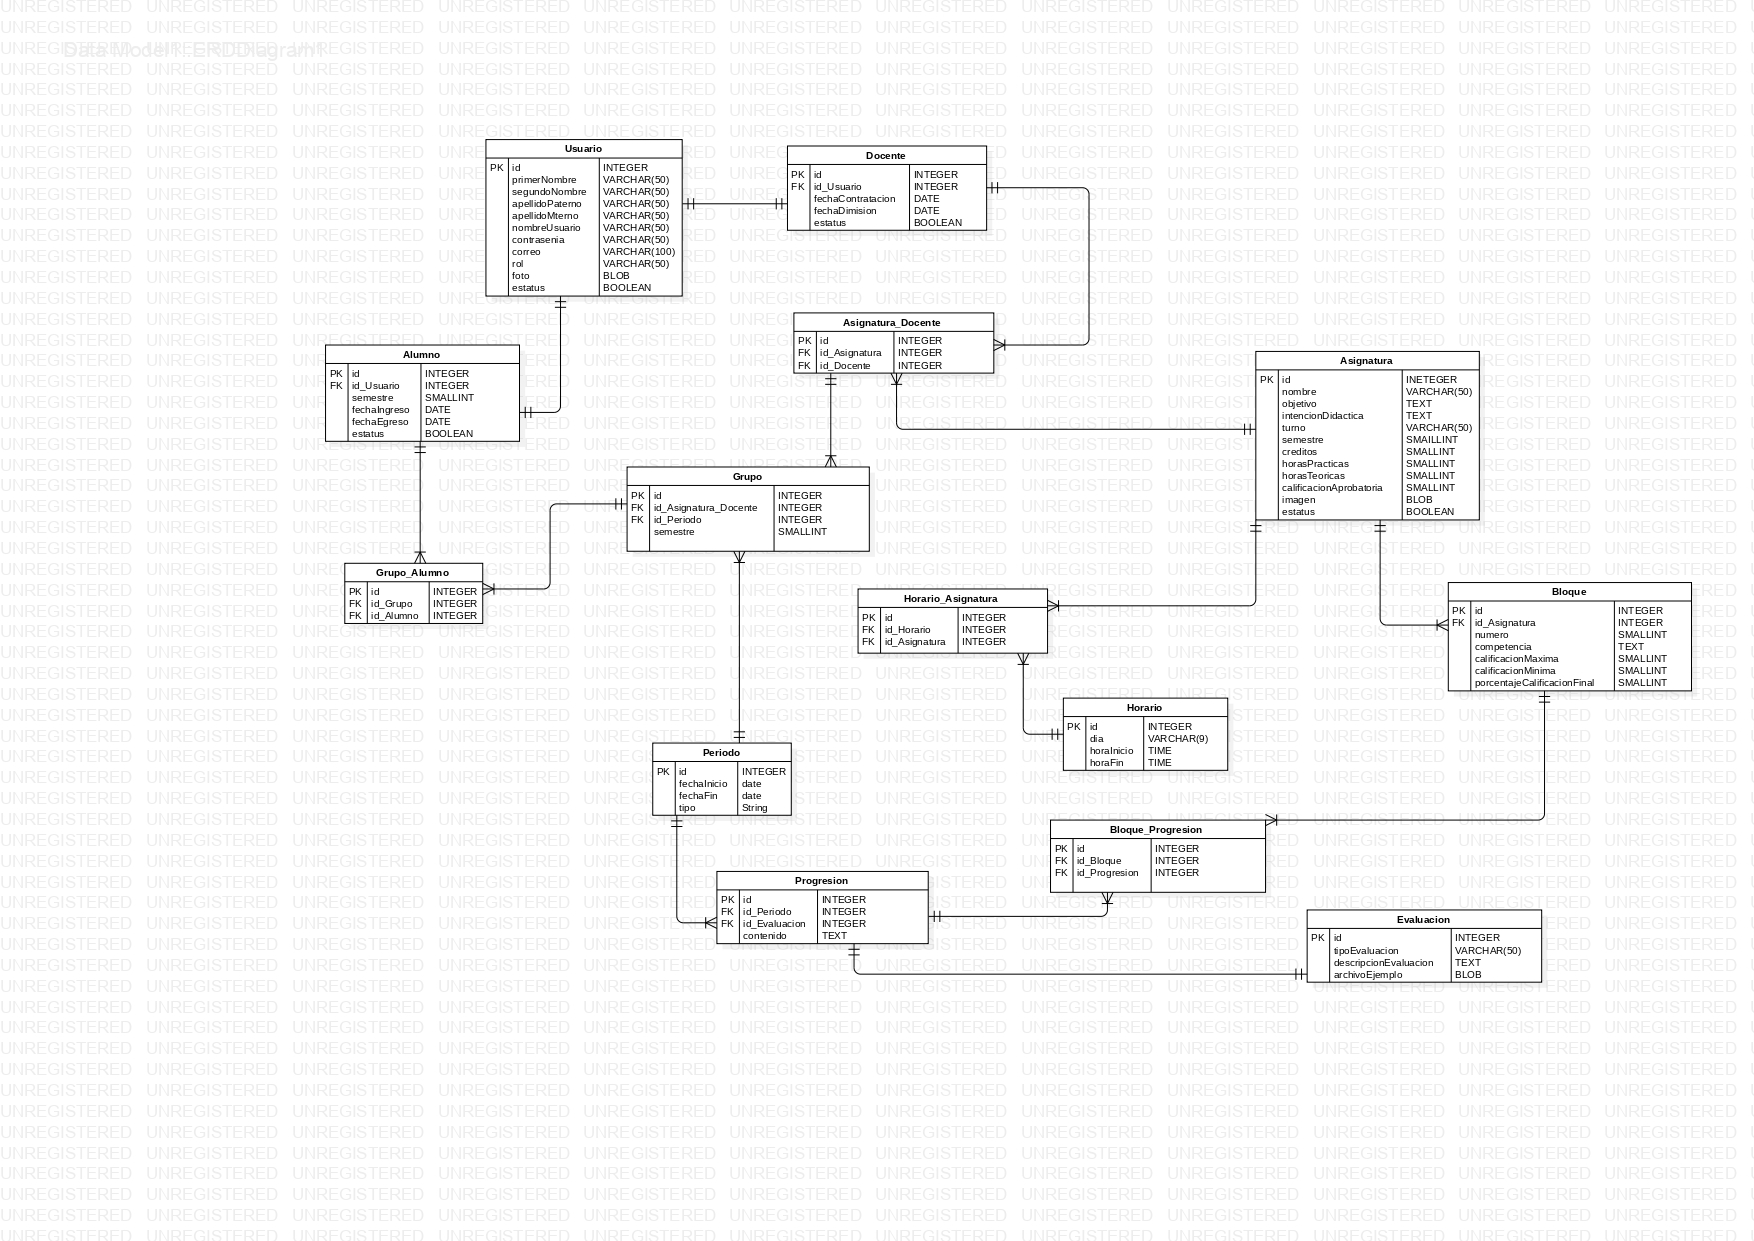 Data Model1::ERDDiagram1
UNREGISTERED
Usuario
PK id INTEGER
primerNombre VARCHAR(50)
segundoNombre VARCHAR(50)
apellidoPaterno VARCHAR(50)
apellidoMterno VARCHAR(50)
nombreUsuario VARCHAR(50)
contrasenia VARCHAR(50)
correo VARCHAR(100)
rol VARCHAR(50)
foto BLOB
estatus BOOLEAN
Docente
PK id INTEGER
FK id_Usuario INTEGER
fechaContratacion DATE
fechaDimision DATE
estatus BOOLEAN
Asignatura_Docente
PK id INTEGER
FK id_Asignatura INTEGER
FK id_Docente INTEGER
Alumno
PK id INTEGER
FK id_Usuario INTEGER
semestre SMALLINT
fechaIngreso DATE
fechaEgreso DATE
estatus BOOLEAN
Asignatura
PK id INETEGER
nombre VARCHAR(50)
objetivo TEXT
intencionDidactica TEXT
turno VARCHAR(50)
semestre SMAILLINT
creditos SMALLINT
horasPracticas SMALLINT
horasTeoricas SMALLINT
calificacionAprobatoria SMALLINT
imagen BLOB
estatus BOOLEAN
Grupo
PK id INTEGER
FK id_Asignatura_Docente INTEGER
FK id_Periodo INTEGER
semestre SMALLINT
Grupo_Alumno
PK id INTEGER
FK id_Grupo INTEGER
FK id_Alumno INTEGER
Horario_Asignatura
PK id INTEGER
FK id_Horario INTEGER
FK id_Asignatura INTEGER
Bloque
PK id INTEGER
FK id_Asignatura INTEGER
numero SMALLINT
competencia TEXT
calificacionMaxima SMALLINT
calificacionMinima SMALLINT
porcentajeCalificacionFinal SMALLINT
Horario
PK id INTEGER
dia VARCHAR(9)
horaInicio TIME
horaFin TIME
Periodo
PK id INTEGER
fechaInicio date
fechaFin date
tipo String
Bloque_Progresion
PK id INTEGER
FK id_Bloque INTEGER
FK id_Progresion INTEGER
Progresion
PK id INTEGER
FK id_Periodo INTEGER
FK id_Evaluacion INTEGER
contenido TEXT
Evaluacion
PK id INTEGER
tipoEvaluacion VARCHAR(50)
descripcionEvaluacion TEXT
archivoEjemplo BLOB